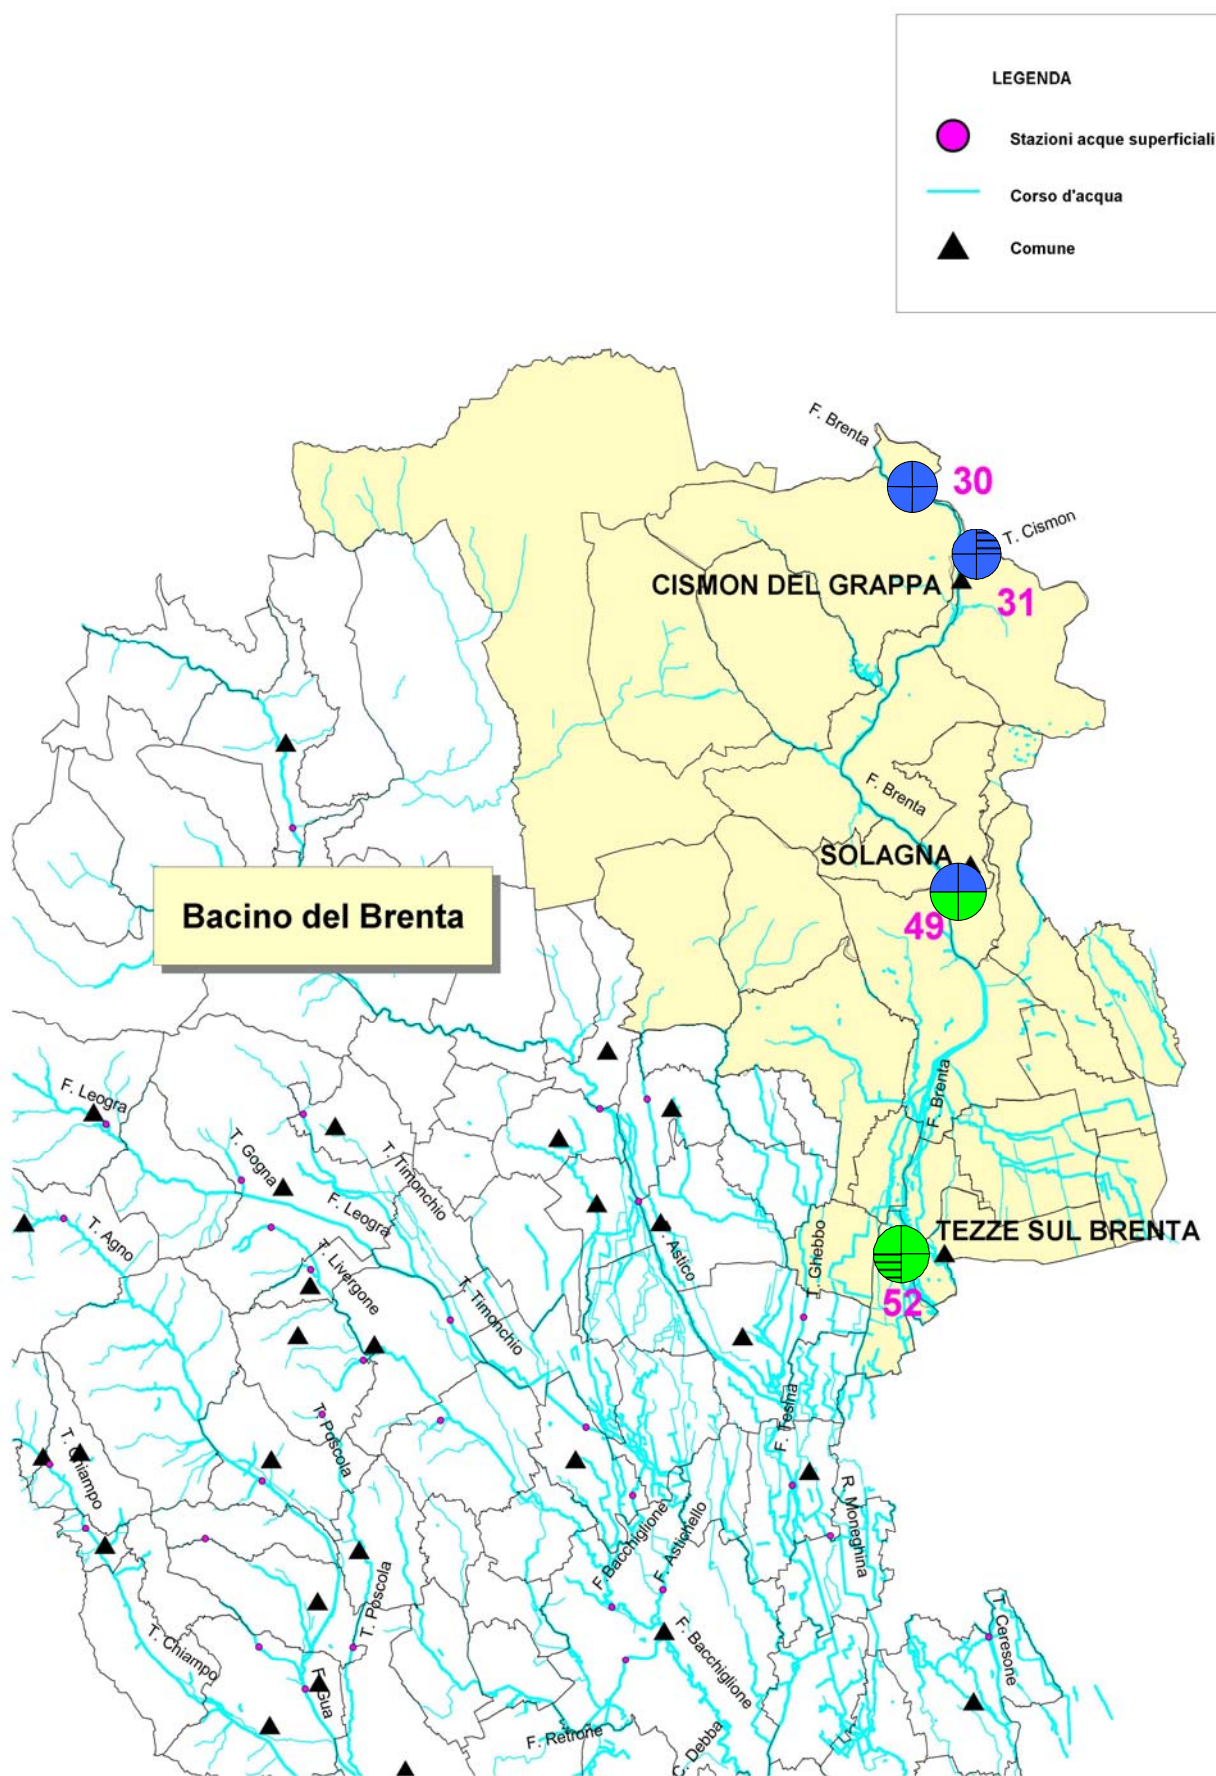 LEGENDA
Stazioni acque superficiali
Corso d'acqua
Comune
F. Brenta
30
T. Cismon
CISMON DEL GRAPPA
31
F. Brenta
SOLAGNA
Bacino del Brenta
49
F. Brenta
F. Leogra
T. Gogna
T. Timonchio
F. Leogra
T. Agno
T. Ghebbo
TEZZE SUL BRENTA
T. Astico
T. Livergone
52
T. Timonchio
F. Tesina
T. Poscola
T. Chiampo
R. Moneghina
F. Bacchiglione
F. Astichello
T. Poscola
T. Chiampo
F. Bacchiglione
T. Ceresone
F. Gua
F. Retrone
C. Debba